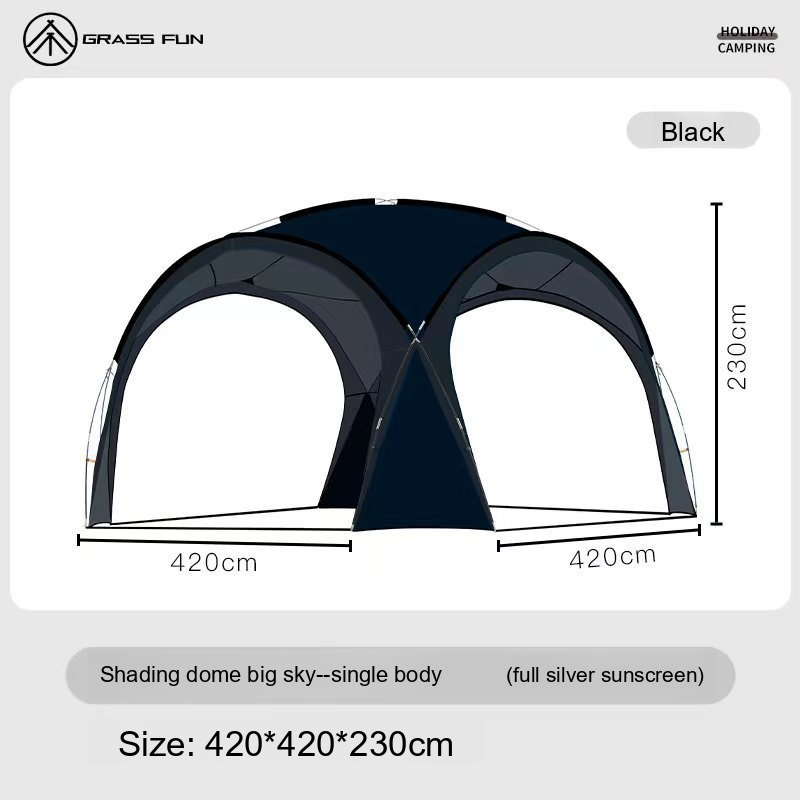 GRASS FUN
HOLIDAY
CAMPING
Black
230cm
420cm
420cm
Shading dome big sky--single body (full silver sunscreen)
Size: 420*420*230cm